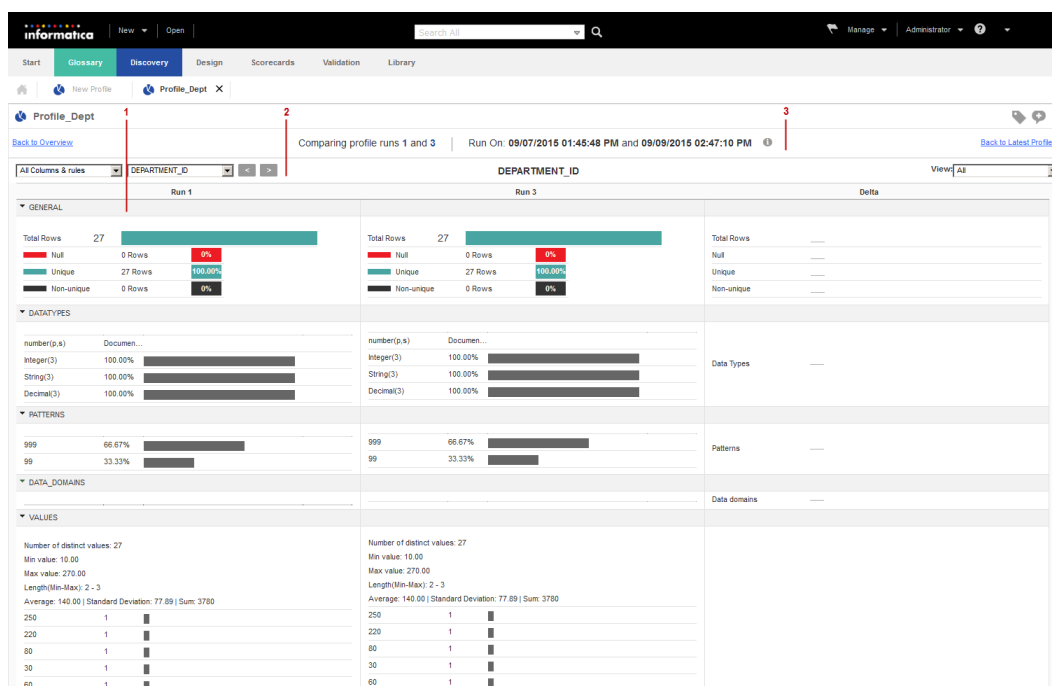 informatica New Open Search All Manage Administrator ?
Start Glossary Discovery Design Scorecards Validation Library
New Profile Profile_Dept X
Profile_Dept 1 2 3
Back to Overview Comparing profile runs 1 and 3 Run On: 09/07/2015 01:45:48 PM and 09/09/2015 02:47:10 PM Back to Latest Profile
All Columns & rules DEPARTMENT_ID < > DEPARTMENT_ID View: All
Run 1 Run 3 Delta
GENERAL
Total Rows 27 Total Rows 27 Total Rows
Null 0 Rows 0% Null 0 Rows 0% Null
Unique 27 Rows 100.00% Unique 27 Rows 100.00% Unique
Non-unique 0 Rows 0% Non-unique 0 Rows 0% Non-unique
DATATYPES
number(p,s) Documen... number(p,s) Documen...
Integer(3) 100.00% Integer(3) 100.00%
String(3) 100.00% String(3) 100.00% Data Types
Decimal(3) 100.00% Decimal(3) 100.00%
PATTERNS
999 66.67% 999 66.67%
99 33.33% 99 33.33% Patterns
DATA_DOMAINS
Data domains
VALUES
Number of distinct values: 27 Number of distinct values: 27
Min value: 10.00 Min value: 10.00
Max value: 270.00 Max value: 270.00
Length(Min-Max): 2 - 3 Length(Min-Max): 2 - 3
Average: 140.00 | Standard Deviation: 77.89 | Sum: 3780 Average: 140.00 | Standard Deviation: 77.89 | Sum: 3780
250 1 250 1
220 1 220 1
80 1 80 1
30 1 30 1
60 1 60 1